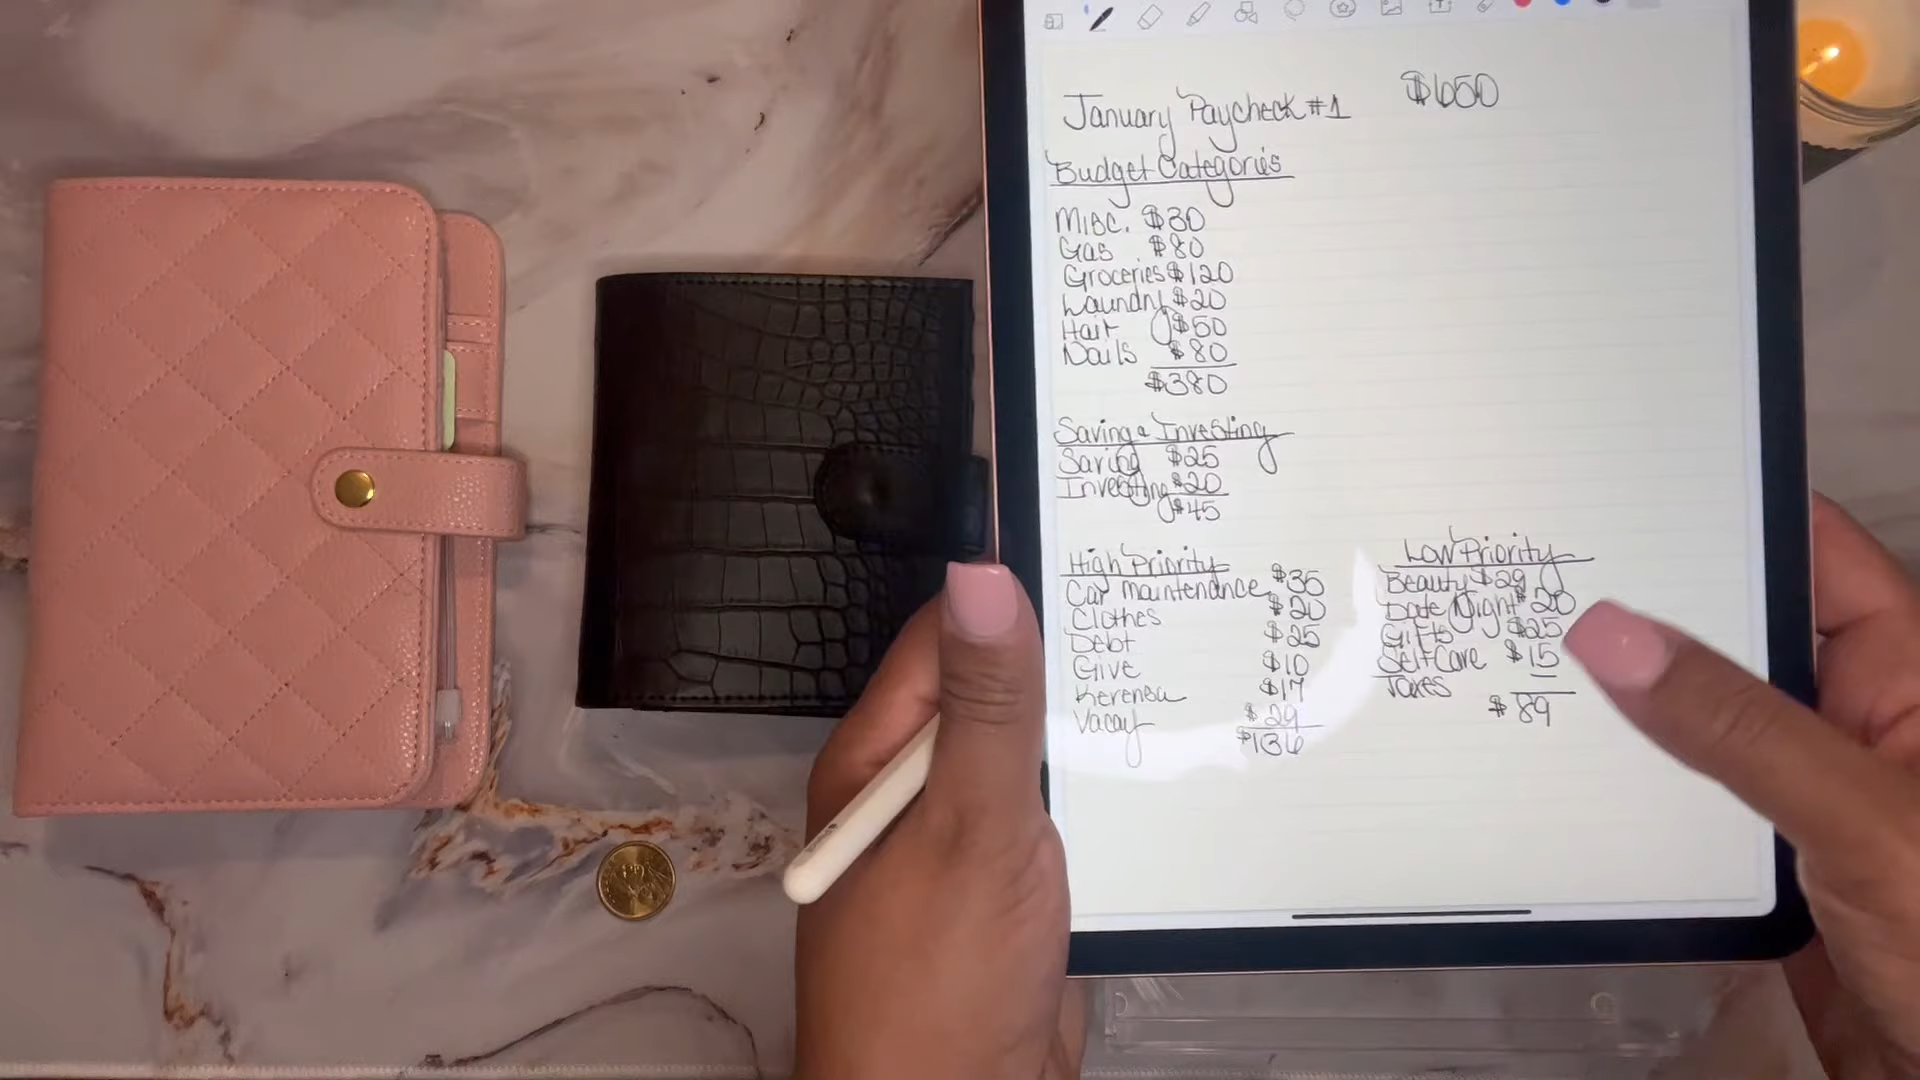 January Paycheck #1 $650
Budget Categories
Misc. $30
Gas $80
Groceries $120
Laundry $20
Hair $50
Nails $80
$380
Saving & Investing
Saving $25
Investing $20
$45
High Priority
Car Maintenance $35
Clothes $20
Debt $25
Give $10
Kerensa $17
Vacay $29
$136
Low Priority
Beauty $29
Date Night $20
Gifts $25
Self Care $15
Taxes —
$89